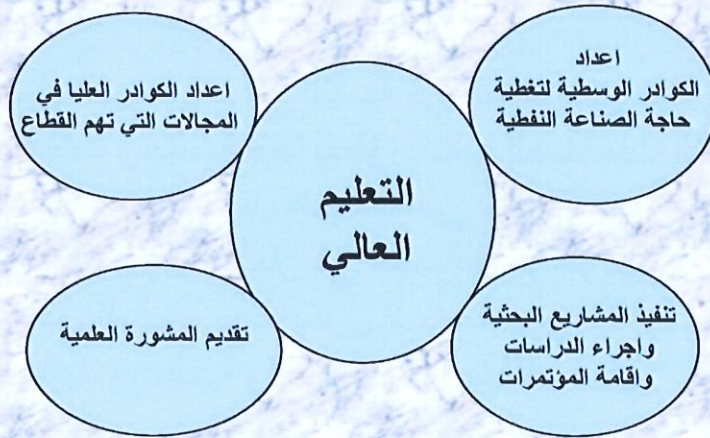 اعداد
الكوادر الوسطية لتغطية
حاجة الصناعة النفطية
اعداد الكوادر العليا في
المجالات التي تهم القطاع
التعليم
العالي
تنفيذ المشاريع البحثية
واجراء الدراسات
واقامة المؤتمرات
تقديم المشورة العلمية